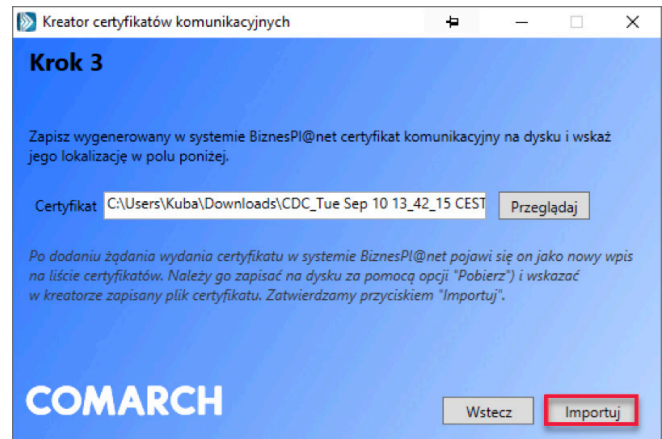 Kreator certyfikatów komunikacyjnych
Krok 3
Zapisz wygenerowany w systemie BiznesPl@net certyfikat komunikacyjny na dysku i wskaż
jego lokalizację w polu poniżej.
Certyfikat C:\Users\Kuba\Downloads\CDC_Tue Sep 10 13_42_15 CEST Przeglądaj
Po dodaniu żądania wydania certyfikatu w systemie BiznesPl@net pojawi się on jako nowy wpis
na liście certyfikatów. Należy go zapisać na dysku za pomocą opcji "Pobierz") i wskazać
w kreatorze zapisany plik certyfikatu. Zatwierdzamy przyciskiem "Importuj".
COMARCH
Wstecz Importuj